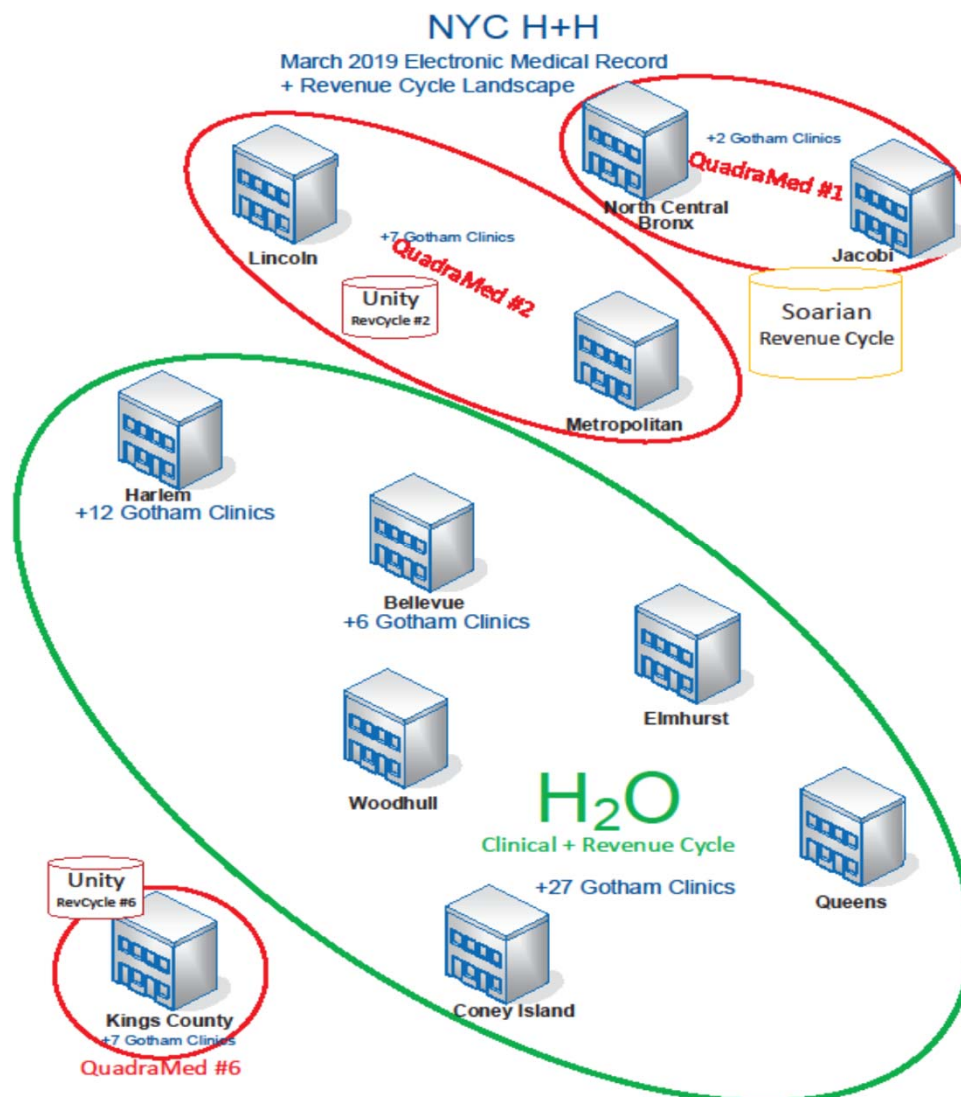 NYC H+H
March 2019 Electronic Medical Record
+ Revenue Cycle Landscape
+2 Gotham Clinics
QuadraMed #1
North Central
Bronx
Jacobi
Lincoln
+7 Gotham Clinics
QuadraMed #2
Unity
RevCycle #2
Soarian
Revenue Cycle
Metropolitan
Harlem
+12 Gotham Clinics
Bellevue
+6 Gotham Clinics
Elmhurst
Woodhull
H₂O
Clinical + Revenue Cycle
+27 Gotham Clinics
Queens
Unity
RevCycle #6
Coney Island
Kings County
+7 Gotham Clinics
QuadraMed #6